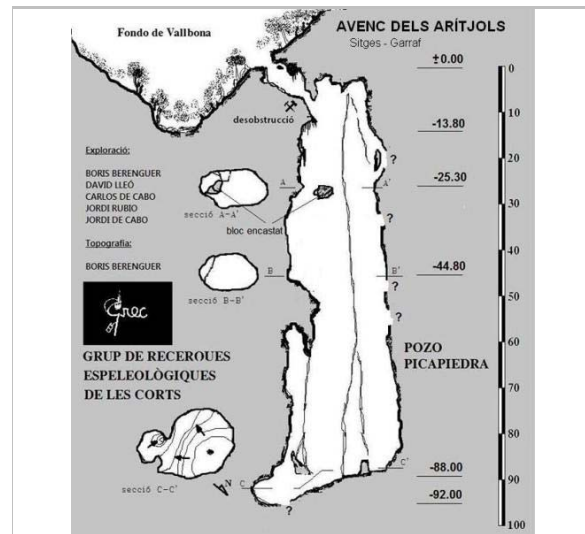 AVENC DELS ARÍTJOLS
Sitges - Garraf
Fondo de Vallbona
±0.00
0
desobstrucció
10
-13.80
Exploració:
BORIS BERENGUER
DAVID LLEÓ
CARLOS DE CABO
JORDI RUBIO
JORDI DE CABO
?
20
A
A'
-25.30
secció A-A'
bloc encastat
30
?
Topografia:
BORIS BERENGUER
40
B
B'
-44.80
secció B-B'
?
50
?
Grec
GRUP DE RECERQUES
ESPELEOLÒGIQUES
DE LES CORTS
POZO
PICAPIEDRA
60
70
80
C'
-88.00
90
C
-92.00
secció C-C'
N
?
100